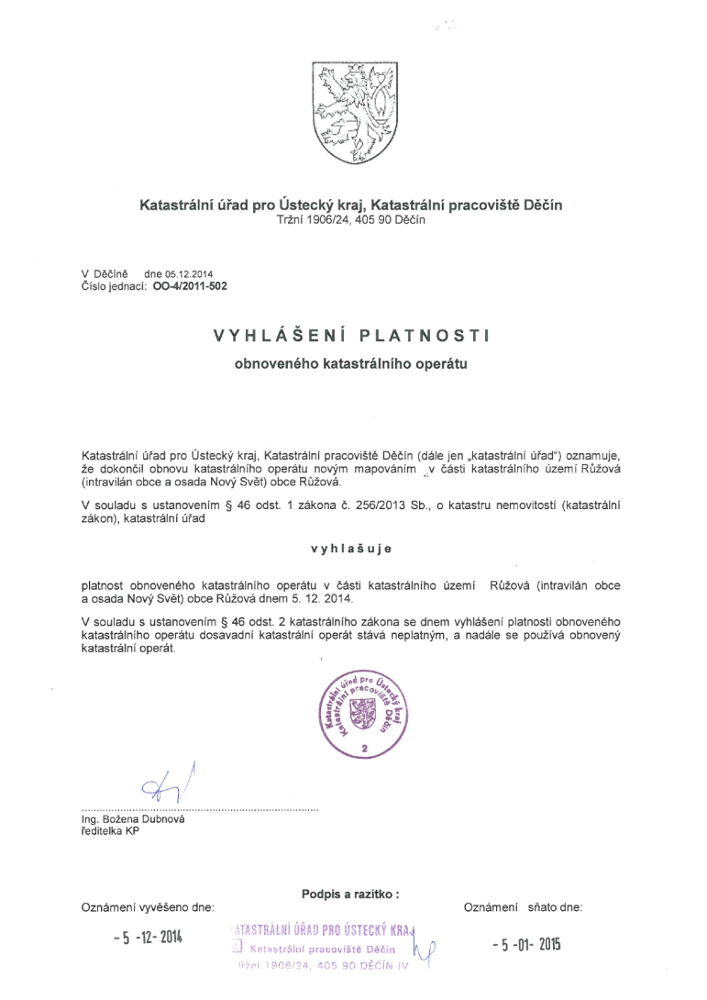 Katastrální úřad pro Ústecký kraj, Katastrální pracoviště Děčín
Tržní 1906/24, 405 90 Děčín
V Děčíně dne 05.12.2014
Číslo jednací: OO-4/2011-502
VYHLÁŠENÍ PLATNOSTI
obnoveného katastrálního operátu
Katastrální úřad pro Ústecký kraj, Katastrální pracoviště Děčín (dále jen „katastrální úřad") oznamuje,
že dokončil obnovu katastrálního operátu novým mapováním v části katastrálního území Růžová
(intravilán obce a osada Nový Svět) obce Růžová.
V souladu s ustanovením § 46 odst. 1 zákona č. 256/2013 Sb., o katastru nemovitostí (katastrální
zákon), katastrální úřad
vyhlašuje
platnost obnoveného katastrálního operátu v části katastrálního území Růžová (intravilán obce
a osada Nový Svět) obce Růžová dnem 5. 12. 2014.
V souladu s ustanovením § 46 odst. 2 katastrálního zákona se dnem vyhlášení platnosti obnoveného
katastrálního operátu dosavadní katastrální operát stává neplatným, a nadále se používá obnovený
katastrální operát.
Katastrální úřad pro Ústecký kraj
Katastrální pracoviště Děčín
2
Ing. Božena Dubnová
ředitelka KP
Podpis a razítko :
Oznámení vyvěšeno dne:
Oznámení sňato dne:
- 5 -12- 2014
ATASTRÁLNÍ ÚŘAD PRO ÚSTECKÝ KRAJ
Katastrální pracoviště Děčín
Tržní 1906/24, 405 90 DĚČÍN IV
- 5 -01- 2015